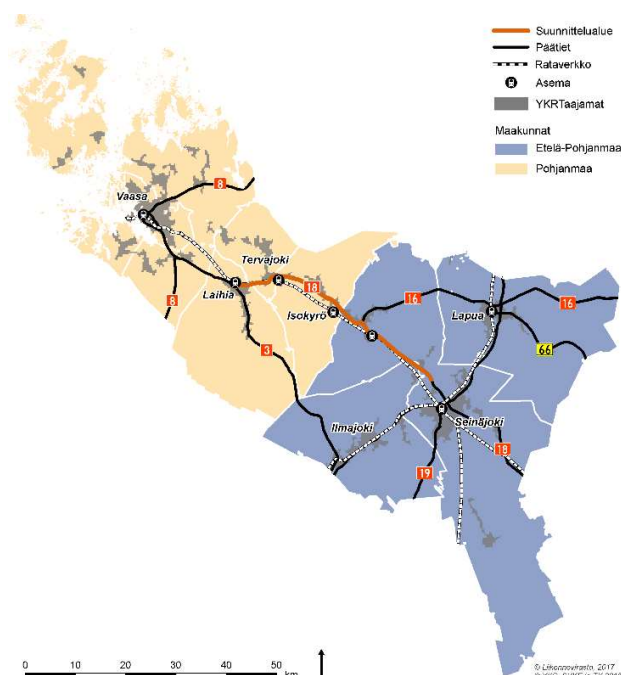 Suunnittelualue
Päätiet
Rataverkko
Asema
YKRTaajamat
Maakunnat
Etelä-Pohjanmaa
Pohjanmaa
8
Vaasa
Tervajoki
8
Laihia
18
16
16
Isokyrö
Lapua
3
66
Ilmajoki
Seinäjoki
18
19
0 10 20 30 40 50
km
© Liikennevirasto, 2017